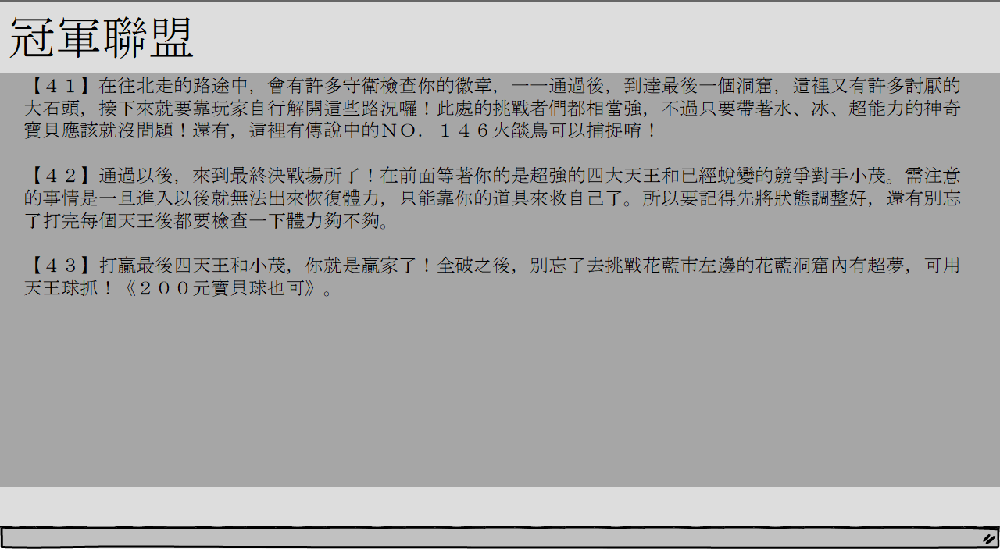 冠軍聯盟
【４１】在往北走的路途中，會有許多守衛檢查你的徽章，一一通過後，到達最後一個洞窟，這裡又有許多討厭的
大石頭，接下來就要靠玩家自行解開這些路況囉！此處的挑戰者們都相當強，不過只要帶著水、冰、超能力的神奇
寶貝應該就沒問題！還有，這裡有傳說中的ＮＯ．１４６火燄鳥可以捕捉唷！
【４２】通過以後，來到最終決戰場所了！在前面等著你的是超強的四大天王和已經蛻變的競爭對手小茂。需注意
的事情是一旦進入以後就無法出來恢復體力，只能靠你的道具來救自己了。所以要記得先將狀態調整好，還有別忘
了打完每個天王後都要檢查一下體力夠不夠。
【４３】打贏最後四天王和小茂，你就是贏家了！全破之後，別忘了去挑戰花藍市左邊的花藍洞窟內有超夢，可用
天王球抓！《２００元寶貝球也可》。